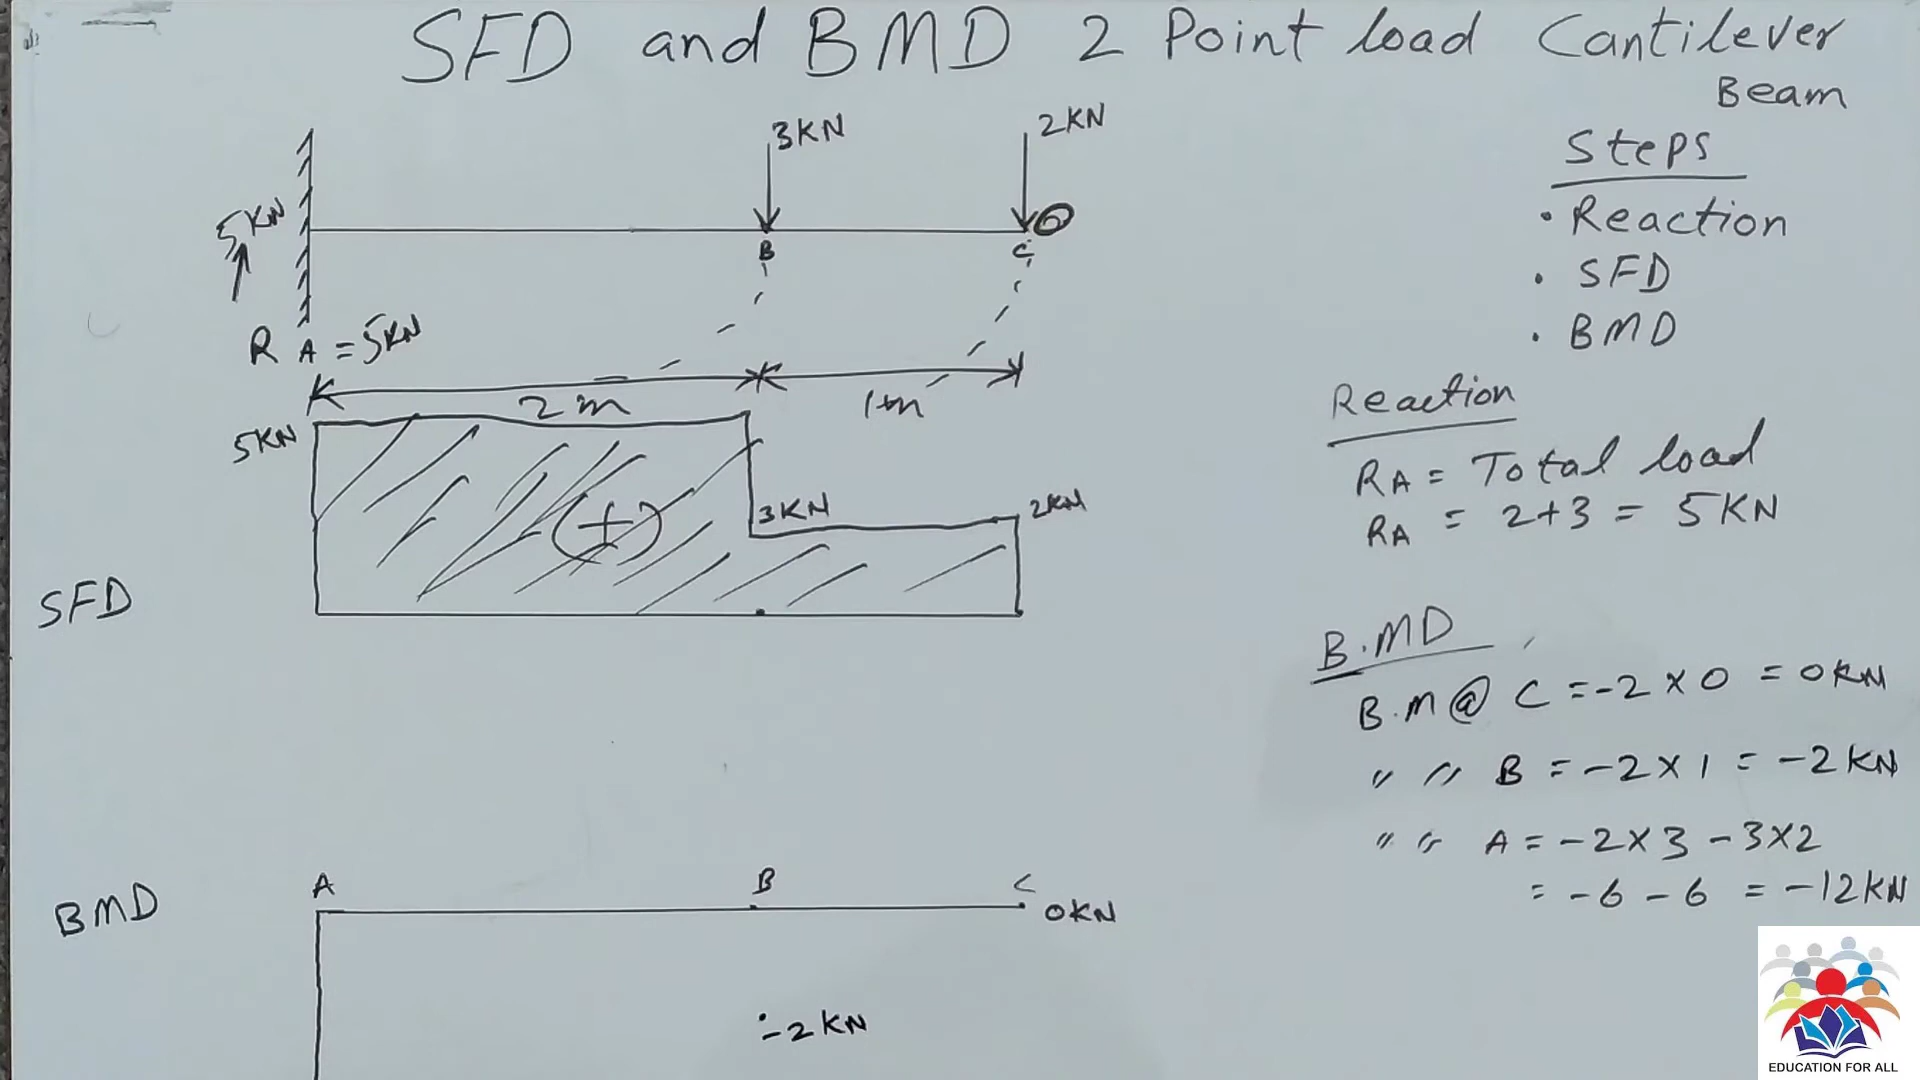 SFD and BMD 2 Point load Cantilever
Beam
3KN
2KN
5KN
B
C
RA = 5KN
2m
1m
5KN
3KN
2KN
SFD
BMD
A
B
C
0KN
-2KN
Steps
• Reaction
• SFD
• BMD
Reaction
RA = Total load
RA = 2+3 = 5KN
B.MD
B.M@ C = -2 x 0 = 0KN
" " B = -2 x 1 = -2KN
" " A = -2 x 3 - 3x2
= -6 - 6 = -12KN
EDUCATION FOR ALL